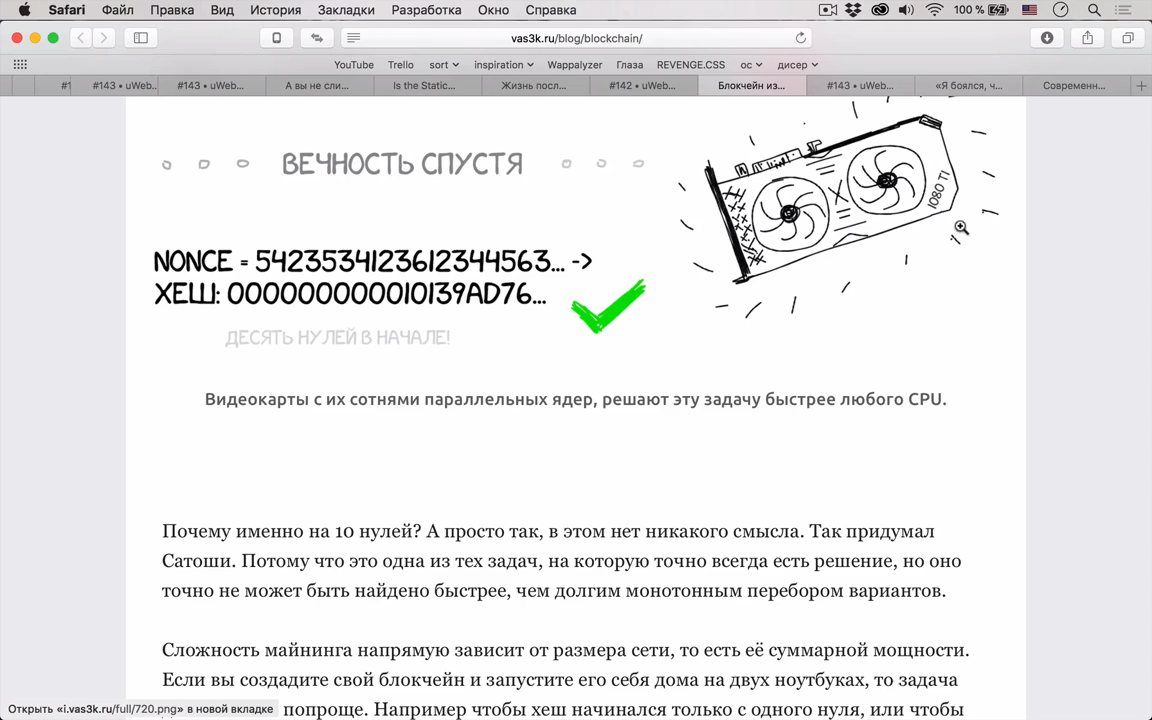 Safari Файл Правка Вид История Закладки Разработка Окно Справка 100 %
vas3k.ru/blog/blockchain/
YouTube Trello sort inspiration Wappalyzer Глаза REVENGE.CSS ос дисер
#1 #143 • uWeb.. #143 • uWeb... А вы не сли... Is the Static... Жизнь посл... #142 • uWeb... Блокчейн из... #143 • uWeb... «Я боялся, ч... Современн...
ВЕЧНОСТЬ СПУСТЯ
1080 TI
NONCE = 5423534123612344563... ->
ХЕШ: 0000000000010139AD76...
ДЕСЯТЬ НУЛЕЙ В НАЧАЛЕ!
Видеокарты с их сотнями параллельных ядер, решают эту задачу быстрее любого CPU.
Почему именно на 10 нулей? А просто так, в этом нет никакого смысла. Так придумал
Сатоши. Потому что это одна из тех задач, на которую точно всегда есть решение, но оно
точно не может быть найдено быстрее, чем долгим монотонным перебором вариантов.
Сложность майнинга напрямую зависит от размера сети, то есть её суммарной мощности.
Если вы создадите свой блокчейн и запустите его себя дома на двух ноутбуках, то задача
попроще. Например чтобы хеш начинался только с одного нуля, или чтобы
Открыть «i.vas3k.ru/full/720.png» в новой вкладке